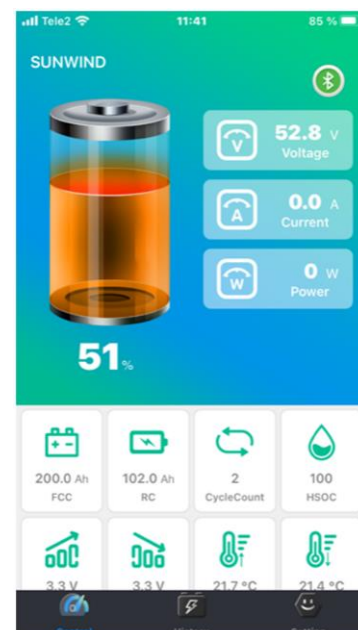 Tele2 11:41 85 %
SUNWIND
52.8 V
Voltage
0.0 A
Current
0 W
Power
51%
200.0 Ah 102.0 Ah 2 100
FCC RC CycleCount HSOC
3.3 V 3.3 V 21.7 °C 21.4 °C